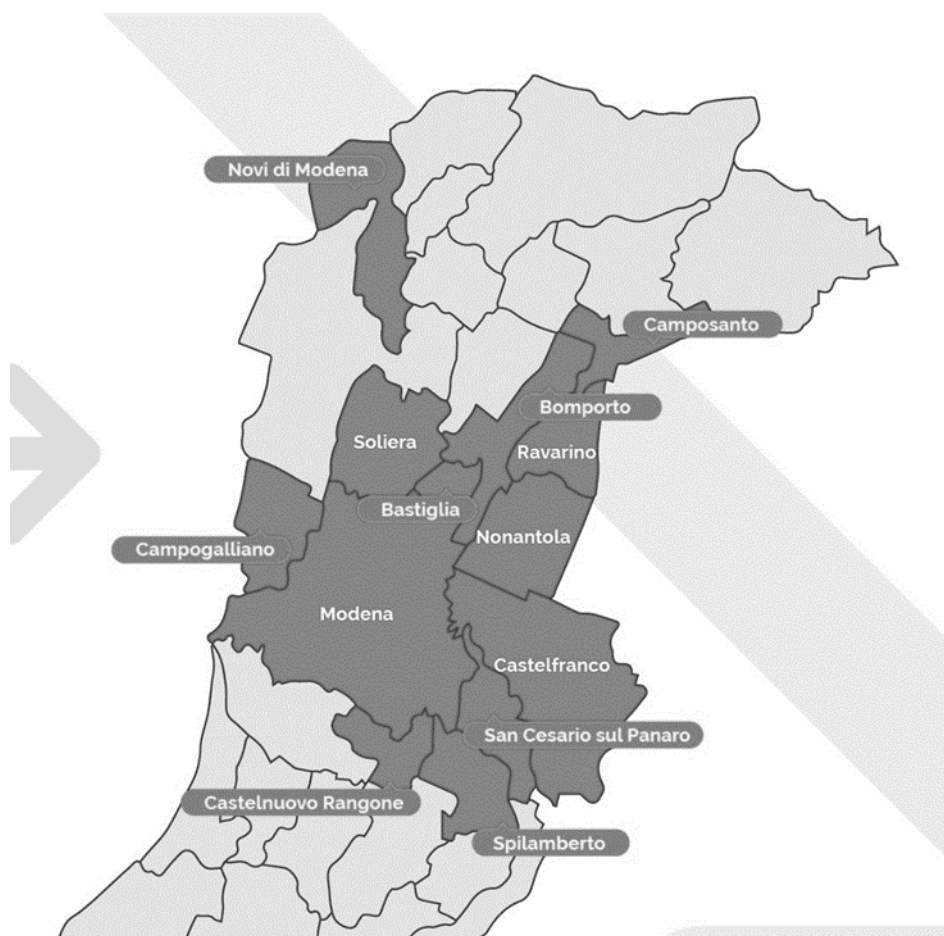 Novi di Modena
Camposanto
Bomporto
Soliera
Ravarino
Bastiglia
Nonantola
Campogalliano
Modena
Castelfranco
San Cesario sul Panaro
Castelnuovo Rangone
Spilamberto